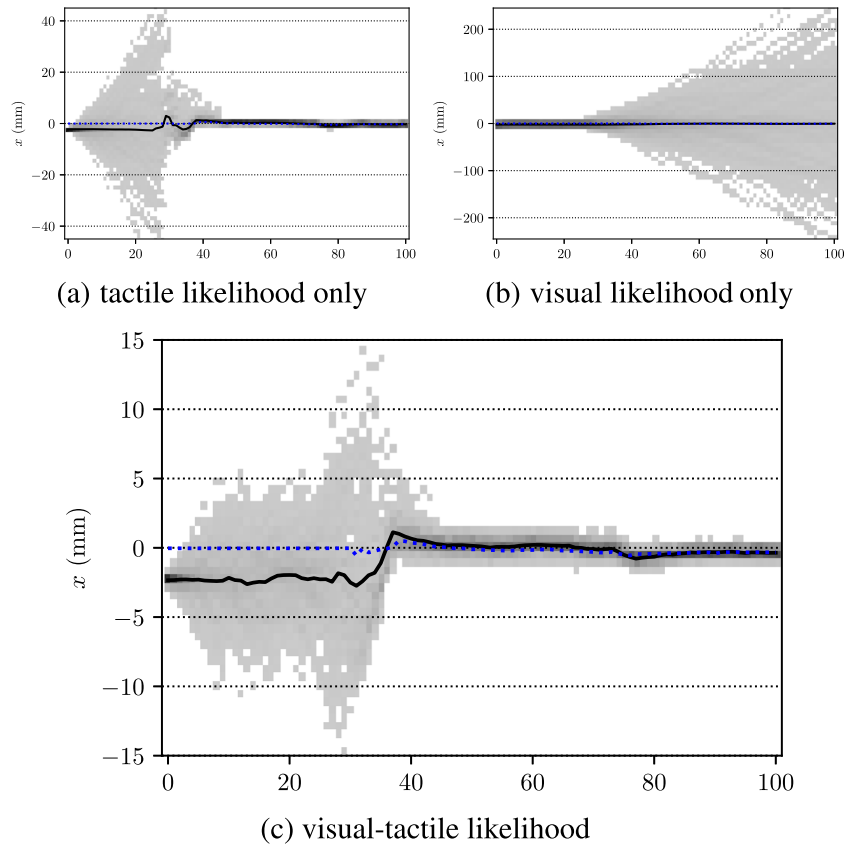 40
20
0
−20
−40
x (mm)
0 20 40 60 80 100
(a) tactile likelihood only
200
100
0
−100
−200
x (mm)
0 20 40 60 80 100
(b) visual likelihood only
15
10
5
0
−5
−10
−15
x (mm)
0 20 40 60 80 100
(c) visual-tactile likelihood